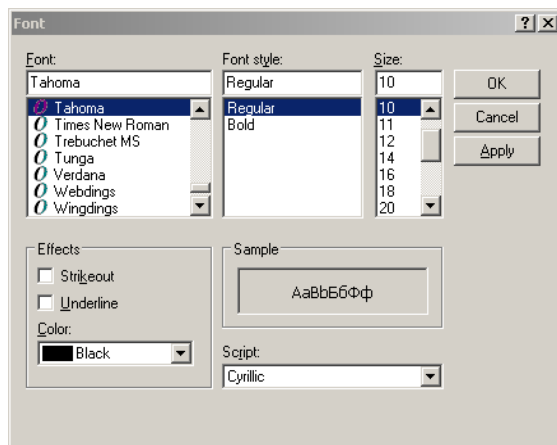 Font
Font:
Tahoma
Tahoma
Times New Roman
Trebuchet MS
Tunga
Verdana
Webdings
Wingdings
Font style:
Regular
Regular
Bold
Size:
10
10
11
12
14
16
18
20
OK
Cancel
Apply
Effects
Strikeout
Underline
Color:
Black
Sample
AaBbБбФф
Script:
Cyrillic